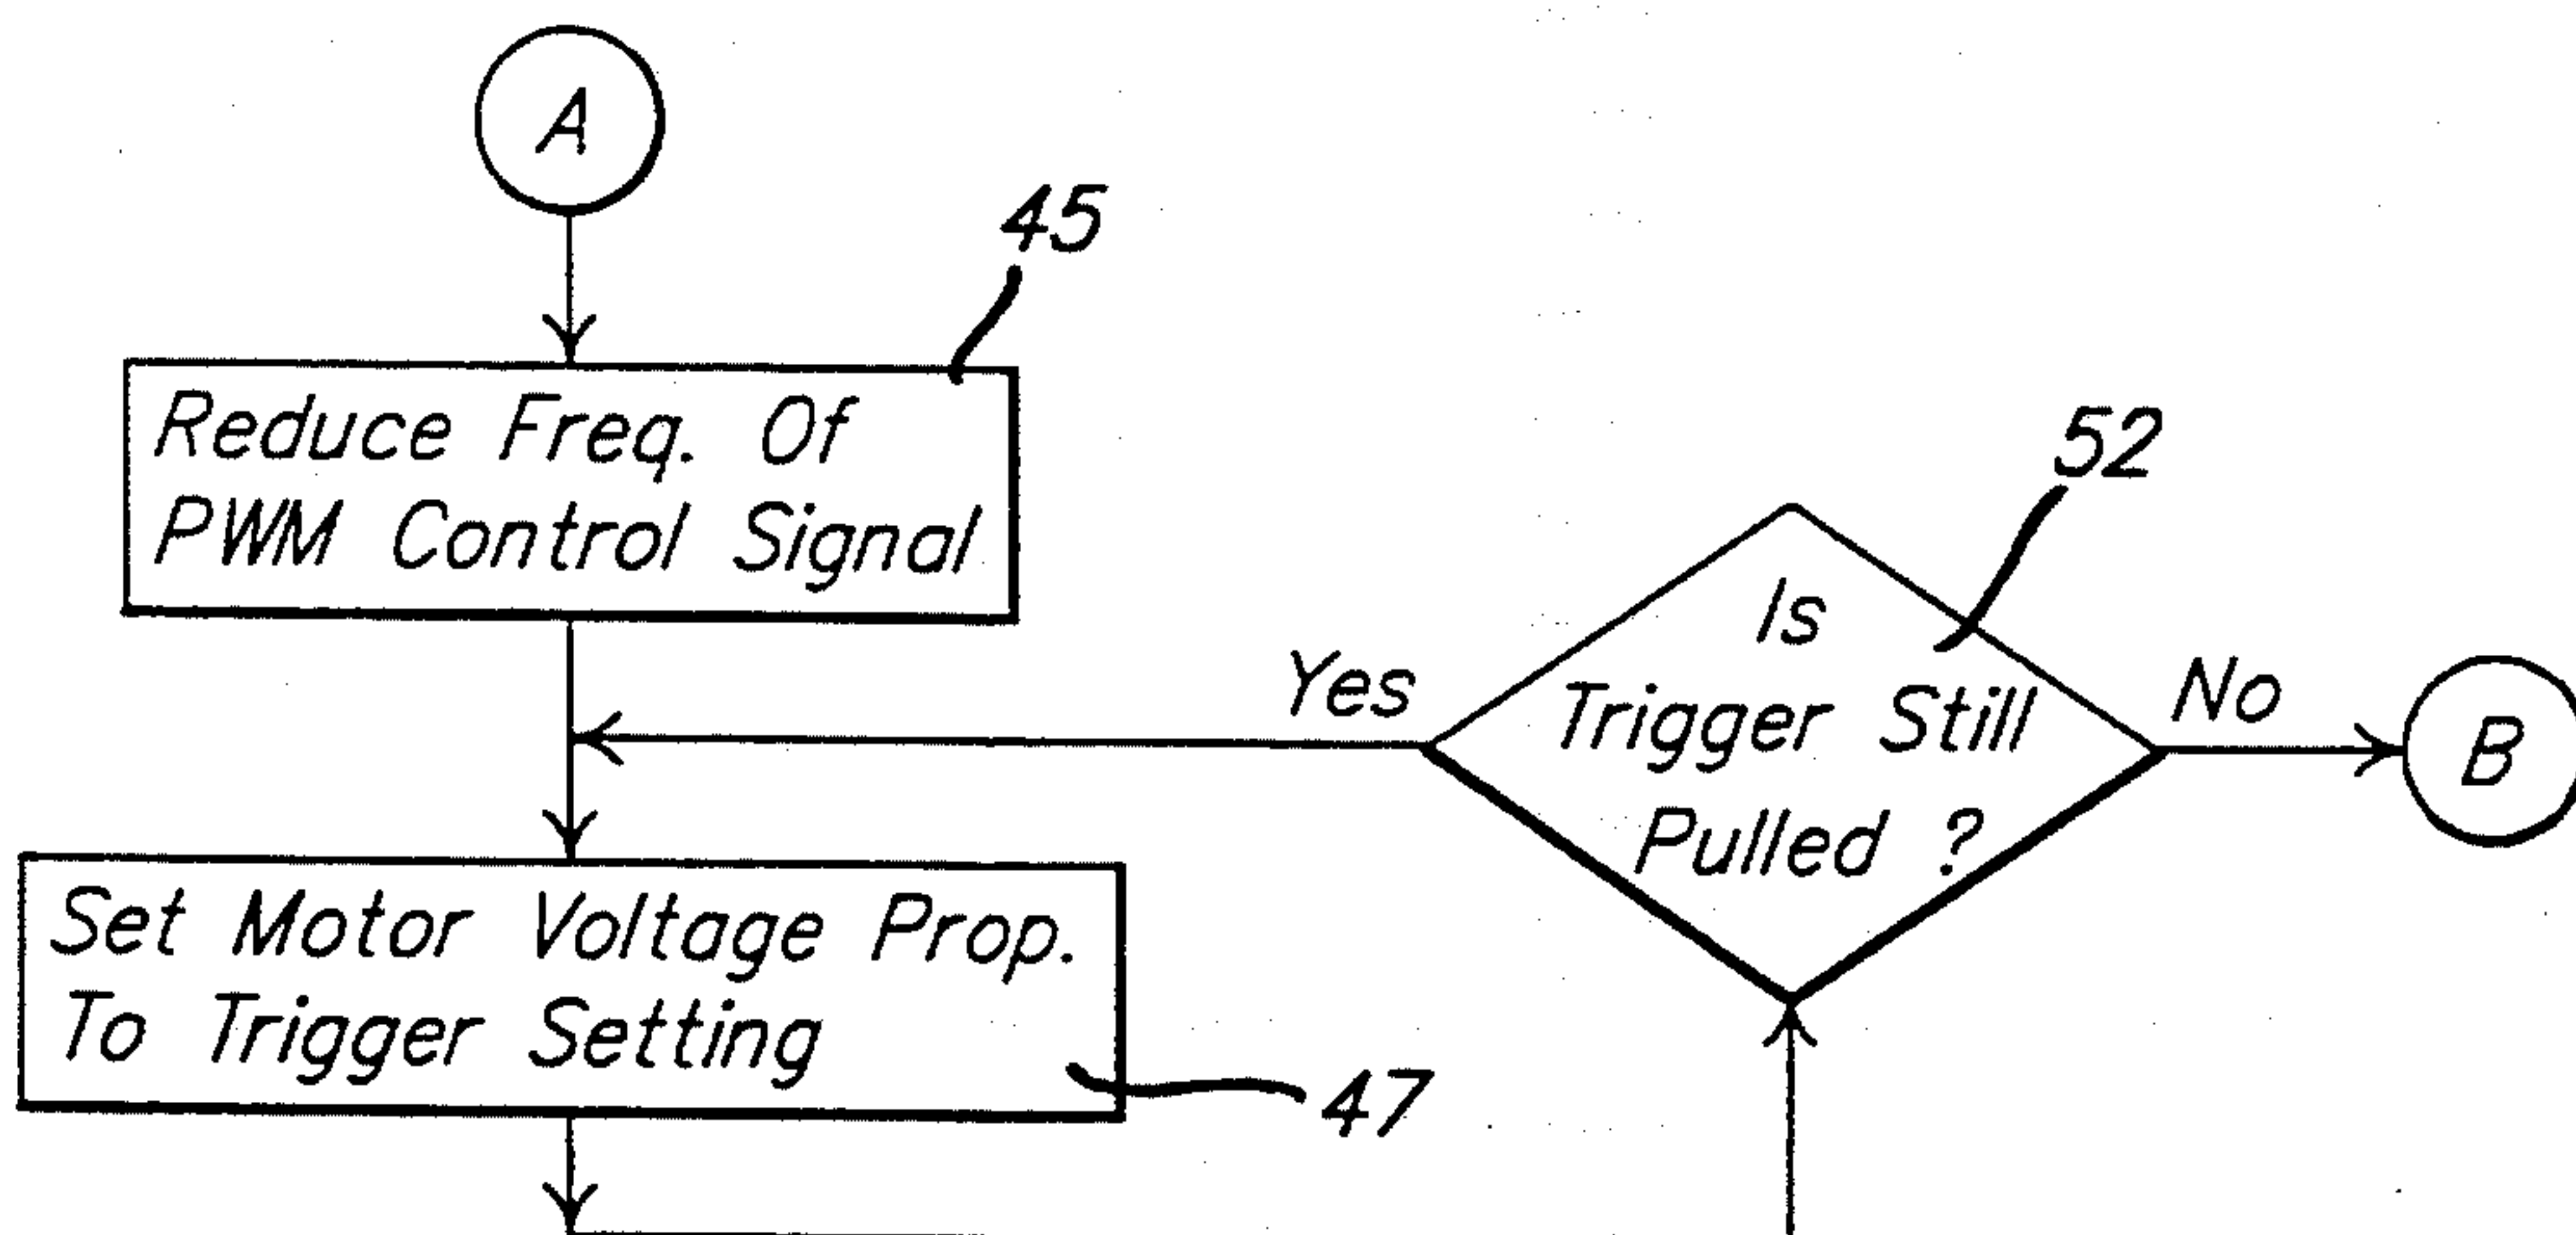 A
45
Reduce Freq. Of
PWM Control Signal
52
Is
Trigger Still
Pulled ?
Yes
No
B
Set Motor Voltage Prop.
To Trigger Setting
47